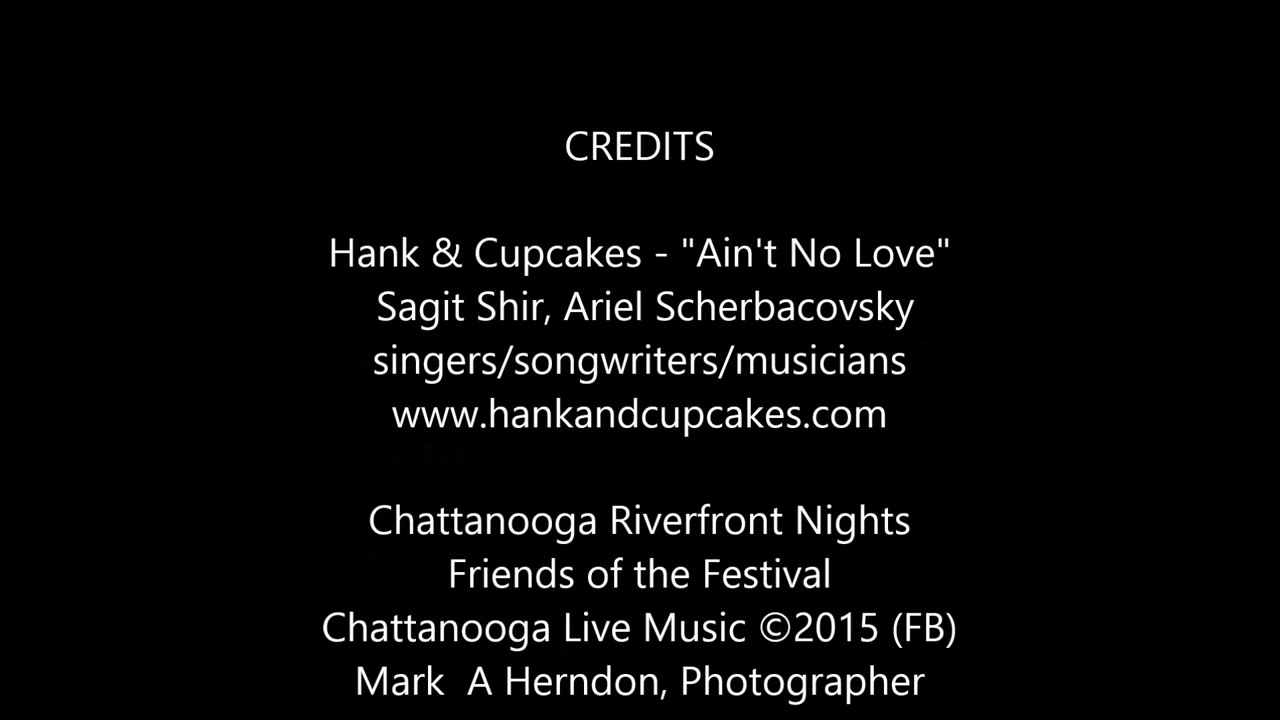 CREDITS
Hank & Cupcakes - "Ain't No Love"
Sagit Shir, Ariel Scherbacovsky
singers/songwriters/musicians
www.hankandcupcakes.com
Chattanooga Riverfront Nights
Friends of the Festival
Chattanooga Live Music ©2015 (FB)
Mark  A Herndon, Photographer